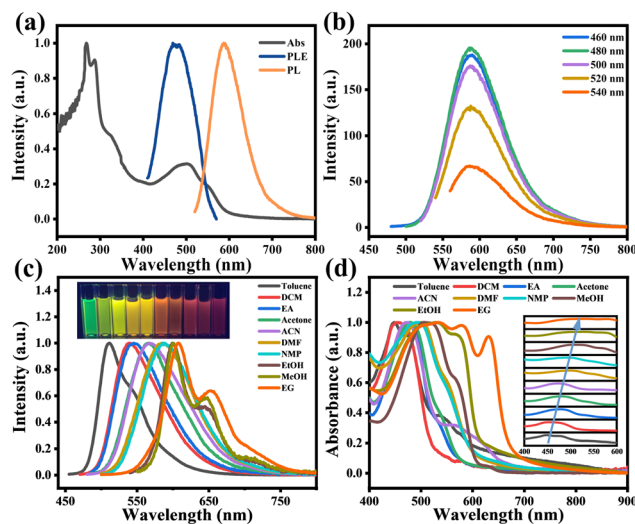 (a)
Abs
PLE
PL
Intensity (a.u.)
1.0
0.8
0.6
0.4
0.2
0.0
200 300 400 500 600 700 800
Wavelength (nm)
(b)
460 nm
480 nm
500 nm
520 nm
540 nm
Intensity (a.u.)
200
150
100
50
0
450 500 550 600 650 700 750 800
Wavelength (nm)
(c)
Toluene
DCM
EA
Acetone
ACN
DMF
NMP
EtOH
MeOH
EG
Intensity (a.u.)
1.4
1.2
1.0
0.8
0.6
0.4
0.2
0.0
450 550 650 750
Wavelength (nm)
(d)
Toluene DCM EA Acetone
ACN DMF NMP MeOH
EtOH EG
Absorbance (a.u.)
1.0
0.8
0.6
0.4
0.2
0.0
400 450 500 550 600
400 500 600 700 800 900
Wavelength (nm)